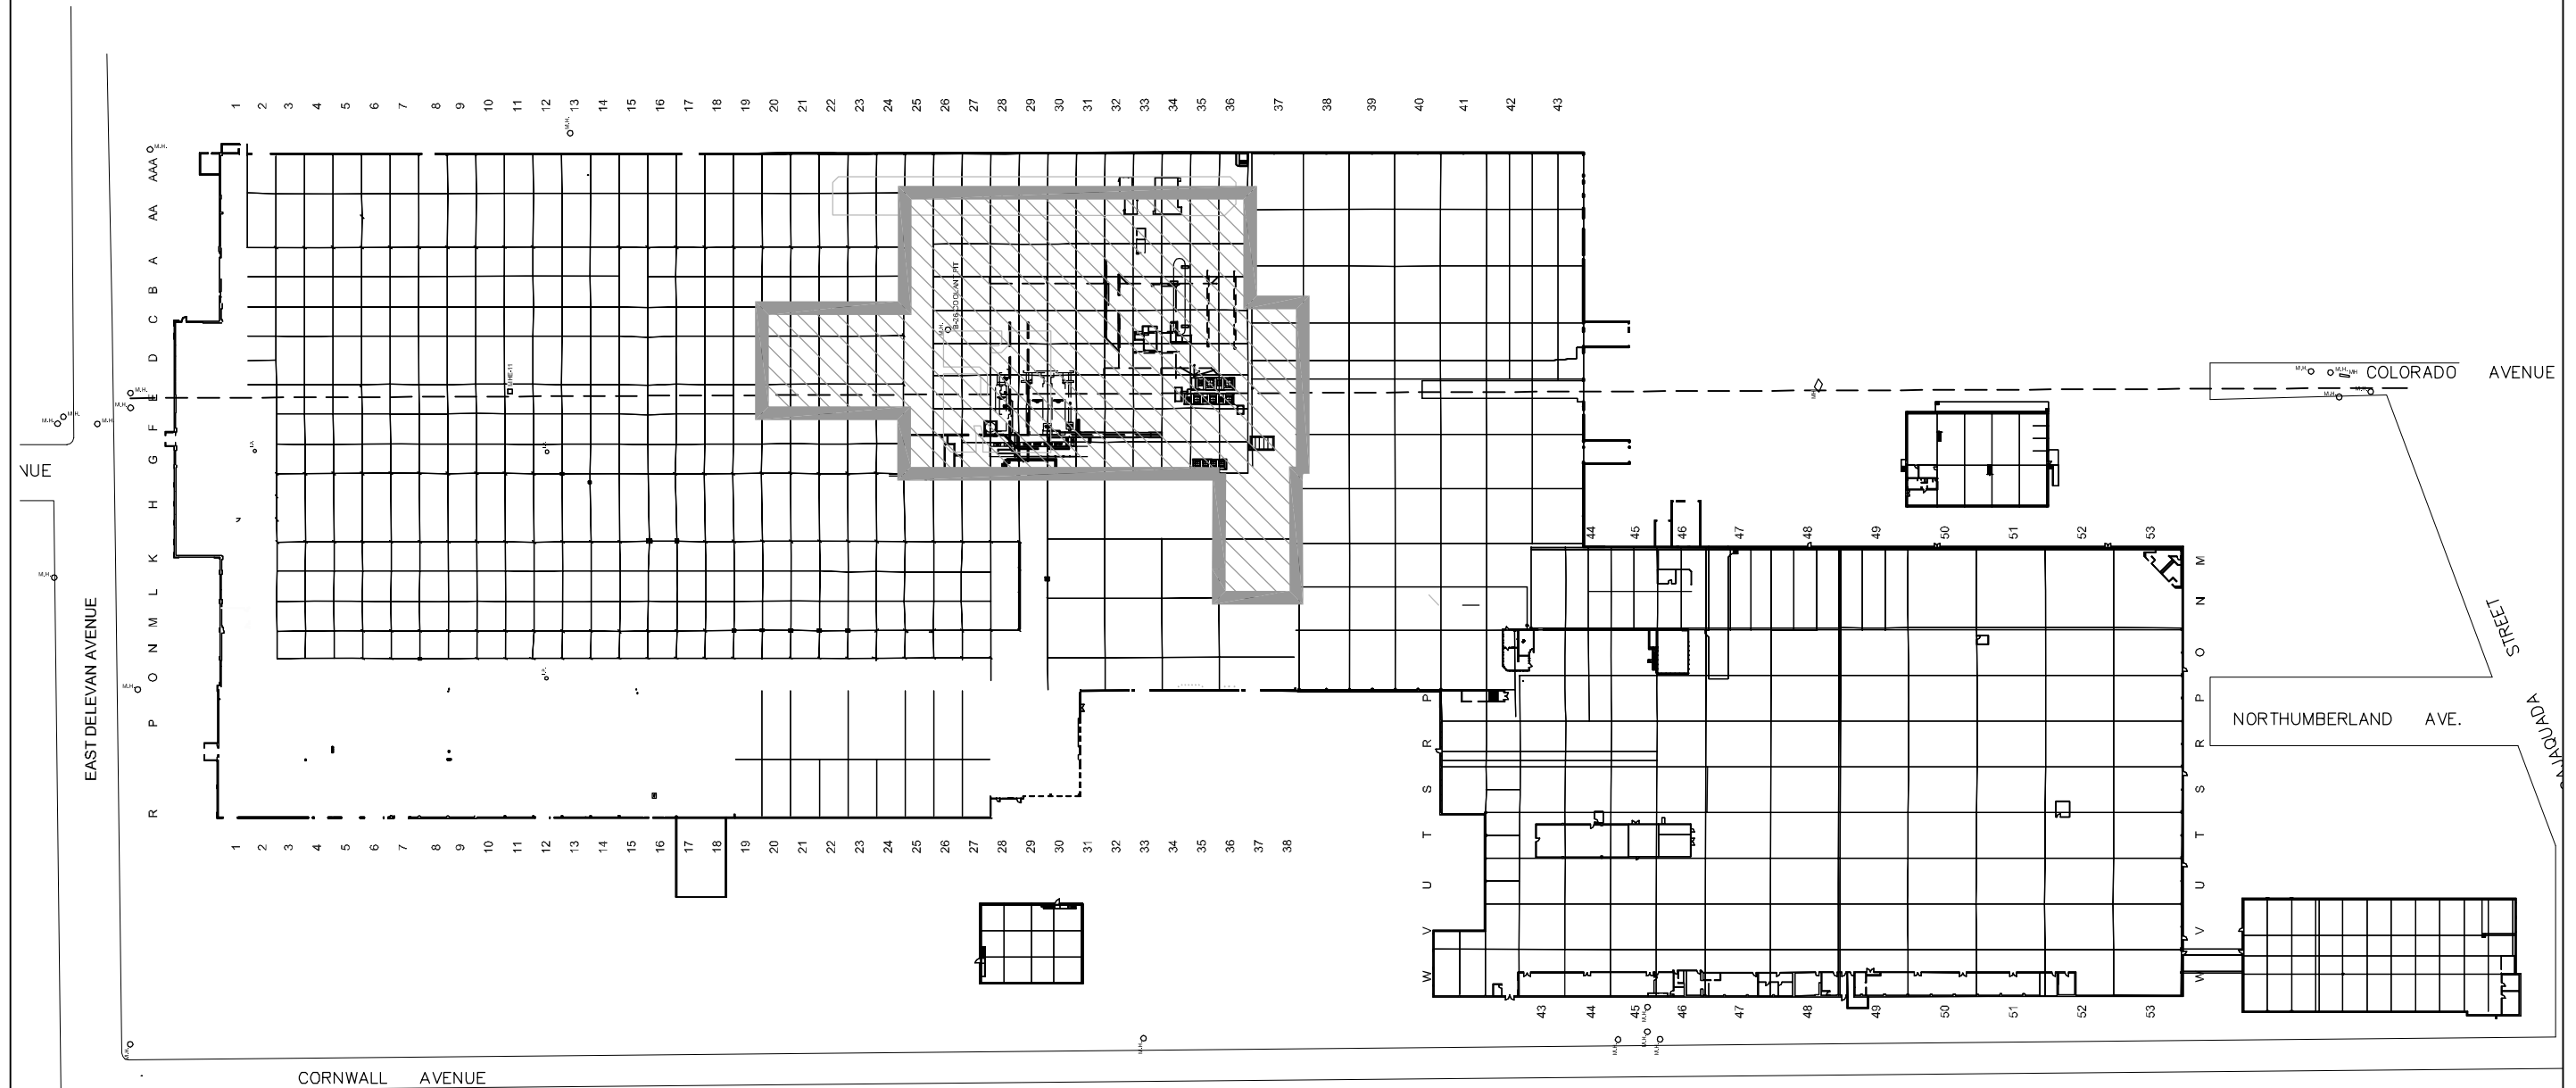 1 2 3 4 5 6 7 8 9 10 11 12 13 14 15 16 17 18 19 20 21 22 23 24 25 26 27 28 29 30 31 32 33 34 35 36 37 38 39 40 41 42 43
M.H.
M.H.
AAA
AA
A
B
C
D
E
F
G
H
K
L
M
N
O
P
R
B-26 COOLANT PIT
M.H.
M.H.
M.H.
M.H.
M.H.
M.H.
MH
M.H.
M.H.
MH
M.H.
M.H.
COLORADO AVENUE
NUE
44 45 46 47 48 49 50 51 52 53
M.H.
EAST DELEVAN AVENUE
M.H.
M
N
O
P
R
S
T
U
V
W
STREET
NORTHUMBERLAND AVE.
AJAQUADA
P
R
S
T
U
V
W
1 2 3 4 5 6 7 8 9 10 11 12 13 14 15 16 17 18 19 20 21 22 23 24 25 26 27 28 29 30 31 32 33 34 35 36 37 38
43 44 45 46 47 48 49 50 51 52 53
M.H.
M.H.
M.H.
M.H.
M.H.
M.H.
CORNWALL AVENUE